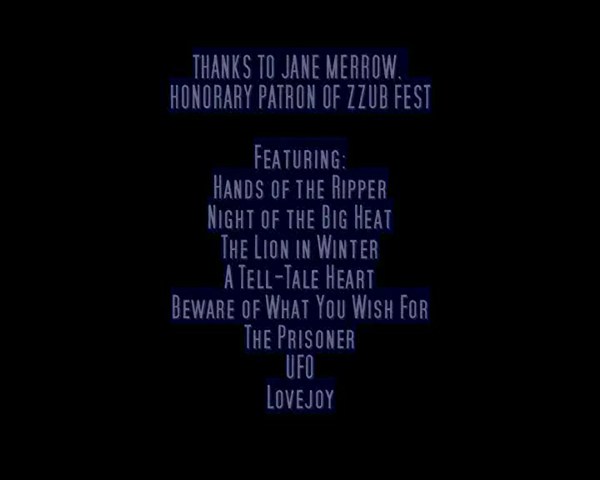 THANKS TO JANE MERROW,
HONORARY PATRON OF ZZUB FEST
FEATURING:
HANDS OF THE RIPPER
NIGHT OF THE BIG HEAT
THE LION IN WINTER
A TELL-TALE HEART
BEWARE OF WHAT YOU WISH FOR
THE PRISONER
UFO
LOVEJOY